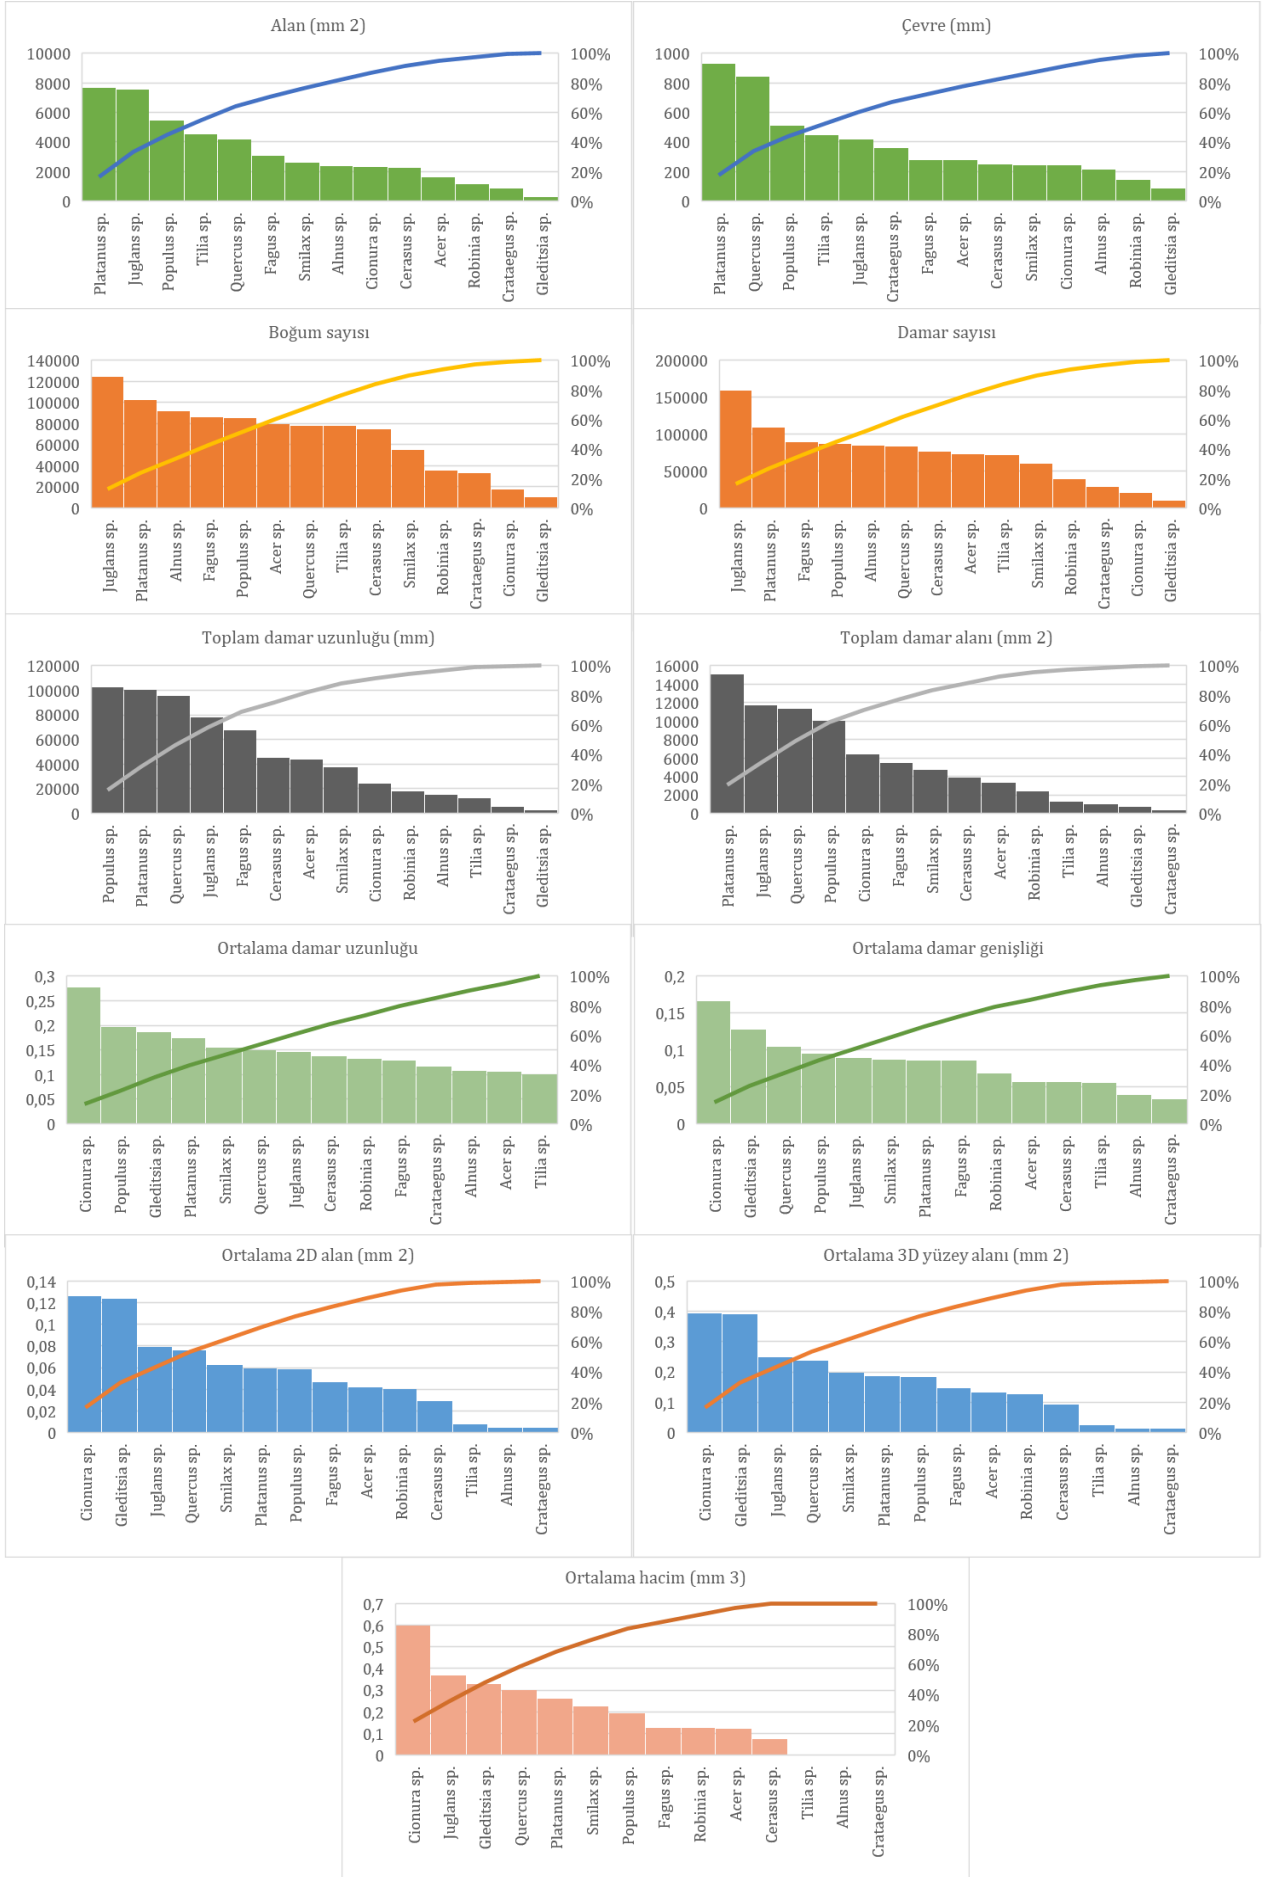 Alan (mm 2)
10000
8000
6000
4000
2000
0
100%
80%
60%
40%
20%
0%
Platanus sp.
Juglans sp.
Populus sp.
Tilia sp.
Quercus sp.
Fagus sp.
Smilax sp.
Alnus sp.
Cionura sp.
Cerasus sp.
Acer sp.
Robinia sp.
Crataegus sp.
Gleditsia sp.
Çevre (mm)
1000
800
600
400
200
0
100%
80%
60%
40%
20%
0%
Platanus sp.
Quercus sp.
Populus sp.
Tilia sp.
Juglans sp.
Crataegus sp.
Fagus sp.
Acer sp.
Cerasus sp.
Smilax sp.
Cionura sp.
Alnus sp.
Robinia sp.
Gleditsia sp.
Boğum sayısı
140000
120000
100000
80000
60000
40000
20000
0
100%
80%
60%
40%
20%
0%
Juglans sp.
Platanus sp.
Alnus sp.
Fagus sp.
Populus sp.
Acer sp.
Quercus sp.
Tilia sp.
Cerasus sp.
Smilax sp.
Robinia sp.
Crataegus sp.
Cionura sp.
Gleditsia sp.
Damar sayısı
200000
150000
100000
50000
0
100%
80%
60%
40%
20%
0%
Juglans sp.
Platanus sp.
Fagus sp.
Populus sp.
Alnus sp.
Quercus sp.
Cerasus sp.
Acer sp.
Tilia sp.
Smilax sp.
Robinia sp.
Crataegus sp.
Cionura sp.
Gleditsia sp.
Toplam damar uzunluğu (mm)
120000
100000
80000
60000
40000
20000
0
100%
80%
60%
40%
20%
0%
Populus sp.
Platanus sp.
Quercus sp.
Juglans sp.
Fagus sp.
Cerasus sp.
Acer sp.
Smilax sp.
Cionura sp.
Robinia sp.
Alnus sp.
Tilia sp.
Crataegus sp.
Gleditsia sp.
Toplam damar alanı (mm 2)
16000
14000
12000
10000
8000
6000
4000
2000
0
100%
80%
60%
40%
20%
0%
Platanus sp.
Juglans sp.
Quercus sp.
Populus sp.
Cionura sp.
Fagus sp.
Smilax sp.
Cerasus sp.
Acer sp.
Robinia sp.
Tilia sp.
Alnus sp.
Gleditsia sp.
Crataegus sp.
Ortalama damar uzunluğu
0,3
0,25
0,2
0,15
0,1
0,05
0
100%
80%
60%
40%
20%
0%
Cionura sp.
Populus sp.
Gleditsia sp.
Platanus sp.
Smilax sp.
Quercus sp.
Juglans sp.
Cerasus sp.
Robinia sp.
Fagus sp.
Crataegus sp.
Alnus sp.
Acer sp.
Tilia sp.
Ortalama damar genişliği
0,2
0,15
0,1
0,05
0
100%
80%
60%
40%
20%
0%
Cionura sp.
Gleditsia sp.
Quercus sp.
Populus sp.
Juglans sp.
Smilax sp.
Platanus sp.
Fagus sp.
Robinia sp.
Acer sp.
Cerasus sp.
Tilia sp.
Alnus sp.
Crataegus sp.
Ortalama 2D alan (mm 2)
0,14
0,12
0,1
0,08
0,06
0,04
0,02
0
100%
80%
60%
40%
20%
0%
Cionura sp.
Gleditsia sp.
Juglans sp.
Quercus sp.
Smilax sp.
Platanus sp.
Populus sp.
Fagus sp.
Acer sp.
Robinia sp.
Cerasus sp.
Tilia sp.
Alnus sp.
Crataegus sp.
Ortalama 3D yüzey alanı (mm 2)
0,5
0,4
0,3
0,2
0,1
0
100%
80%
60%
40%
20%
0%
Cionura sp.
Gleditsia sp.
Juglans sp.
Quercus sp.
Smilax sp.
Platanus sp.
Populus sp.
Fagus sp.
Acer sp.
Robinia sp.
Cerasus sp.
Tilia sp.
Alnus sp.
Crataegus sp.
Ortalama hacim (mm 3)
0,7
0,6
0,5
0,4
0,3
0,2
0,1
0
100%
80%
60%
40%
20%
0%
Cionura sp.
Juglans sp.
Gleditsia sp.
Quercus sp.
Platanus sp.
Smilax sp.
Populus sp.
Fagus sp.
Robinia sp.
Acer sp.
Cerasus sp.
Tilia sp.
Alnus sp.
Crataegus sp.